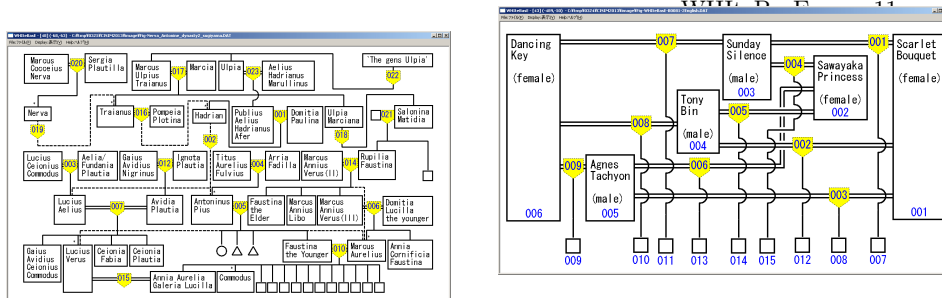 Marcus
Cocceius
Nerva
Sergia
Plautilla
020
Marcus
Ulpius
Traianus
017
Marcia
Ulpia
023
Aelius
Hadrianus
Marullinus
'The gens Ulpia'
022
Nerva
019
Traianus
016
Pompeia
Plotina
Hadrian
002
Publius
Aelius
Hadrianus
Afer
001
Domitia
Paulina
Ulpia
Marciana
018
021
Salonina
Matidia
Lucius
Ceionius
Commodus
003
Aelia/
Fundania
Plautia
Gaius
Avidius
Nigrinus
012
Ignota
Plautia
Titus
Aurelius
Fulvius
004
Arria
Fadilla
Marcus
Annius
Verus(II)
014
Rupilia
Faustina
Lucius
Aelius
007
Avidia
Plautia
Antoninus
Pius
005
Faustina
the
Elder
Marcus
Annius
Libo
Marcus
Annius
Verus(III)
006
Domitia
Lucilla
the younger
Gaius
Avidius
Ceionius
Commodus
Lucius
Verus
Ceionia
Fabia
Ceionia
Plautia
015
Annia Aurelia
Galeria Lucilla
Commodus
Faustina
the Younger
010
Marcus
Aurelius
Annia
Cornificia
Faustina
Dancing
Key
(female)
006
007
Sunday
Silence
(male)
003
001
Scarlet
Bouquet
(female)
001
004
Sawayaka
Princess
(female)
002
Tony
Bin
(male)
004
005
008
002
009
Agnes
Tachyon
(male)
005
006
003
009
010
011
013
014
015
012
008
007